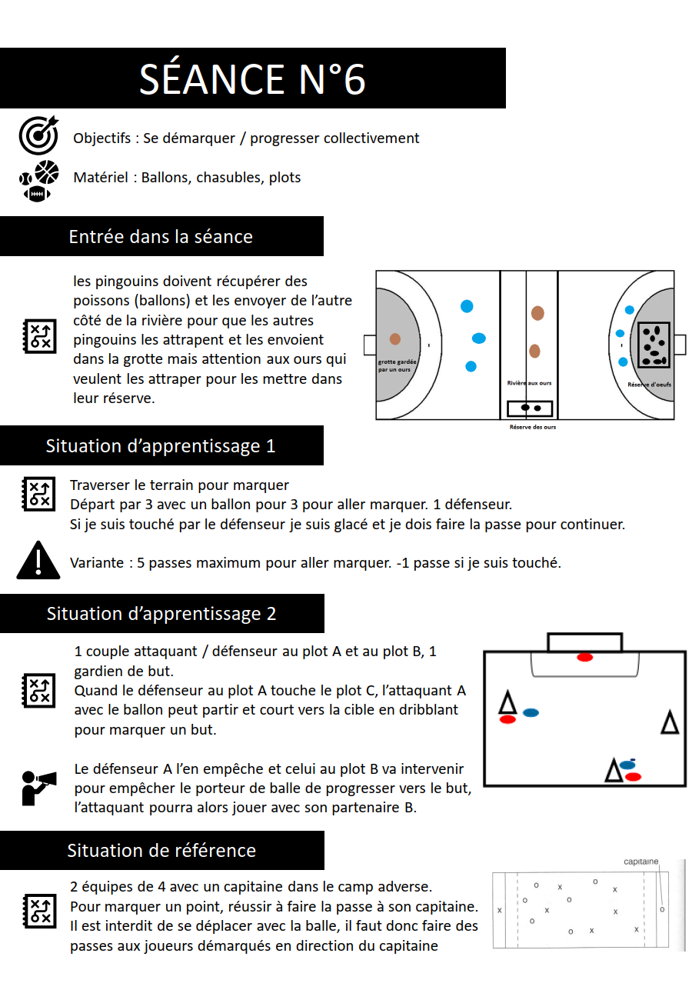 SÉANCE N°6
Objectifs : Se démarquer / progresser collectivement
Matériel : Ballons, chasubles, plots
Entrée dans la séance
les pingouins doivent récupérer des
poissons (ballons) et les envoyer de l'autre
côté de la rivière pour que les autres
pingouins les attrapent et les envoient
dans la grotte mais attention aux ours qui
veulent les attraper pour les mettre dans
leur réserve.
grotte gardée
par un ours
Rivière aux ours
Réserve d'oeufs
Réserve des ours
Situation d'apprentissage 1
Traverser le terrain pour marquer
Départ par 3 avec un ballon pour 3 pour aller marquer. 1 défenseur.
Si je suis touché par le défenseur je suis glacé et je dois faire la passe pour continuer.
Variante : 5 passes maximum pour aller marquer. -1 passe si je suis touché.
Situation d'apprentissage 2
1 couple attaquant / défenseur au plot A et au plot B, 1
gardien de but.
Quand le défenseur au plot A touche le plot C, l'attaquant A
avec le ballon peut partir et court vers la cible en dribblant
pour marquer un but.
Le défenseur A l'en empêche et celui au plot B va intervenir
pour empêcher le porteur de balle de progresser vers le but,
l'attaquant pourra alors jouer avec son partenaire B.
Situation de référence
2 équipes de 4 avec un capitaine dans le camp adverse.
Pour marquer un point, réussir à faire la passe à son capitaine.
Il est interdit de se déplacer avec la balle, il faut donc faire des
passes aux joueurs démarqués en direction du capitaine
capitaine